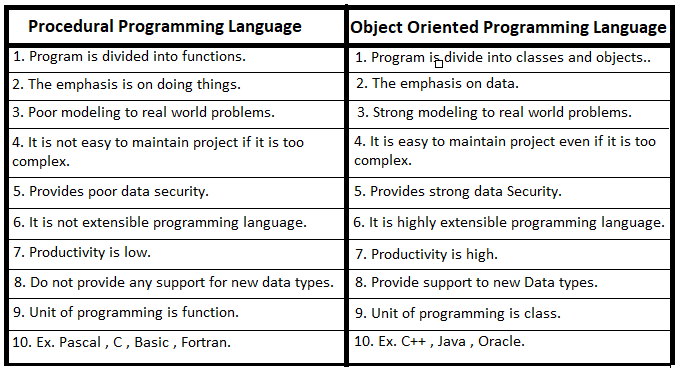 Procedural Programming Language
Object Oriented Programming Language
1. Program is divided into functions.
1. Program is divide into classes and objects..
2. The emphasis is on doing things.
2. The emphasis on data.
3. Poor modeling to real world problems.
3. Strong modeling to real world problems.
4. It is not easy to maintain project if it is too
complex.
4. It is easy to maintain project even if it is too
complex.
5. Provides poor data security.
5. Provides strong data Security.
6. It is not extensible programming language.
6. It is highly extensible programming language.
7. Productivity is low.
7. Productivity is high.
8. Do not provide any support for new data types.
8. Provide support to new Data types.
9. Unit of programming is function.
9. Unit of programming is class.
10. Ex. Pascal , C , Basic , Fortran.
10. Ex. C++ , Java , Oracle.